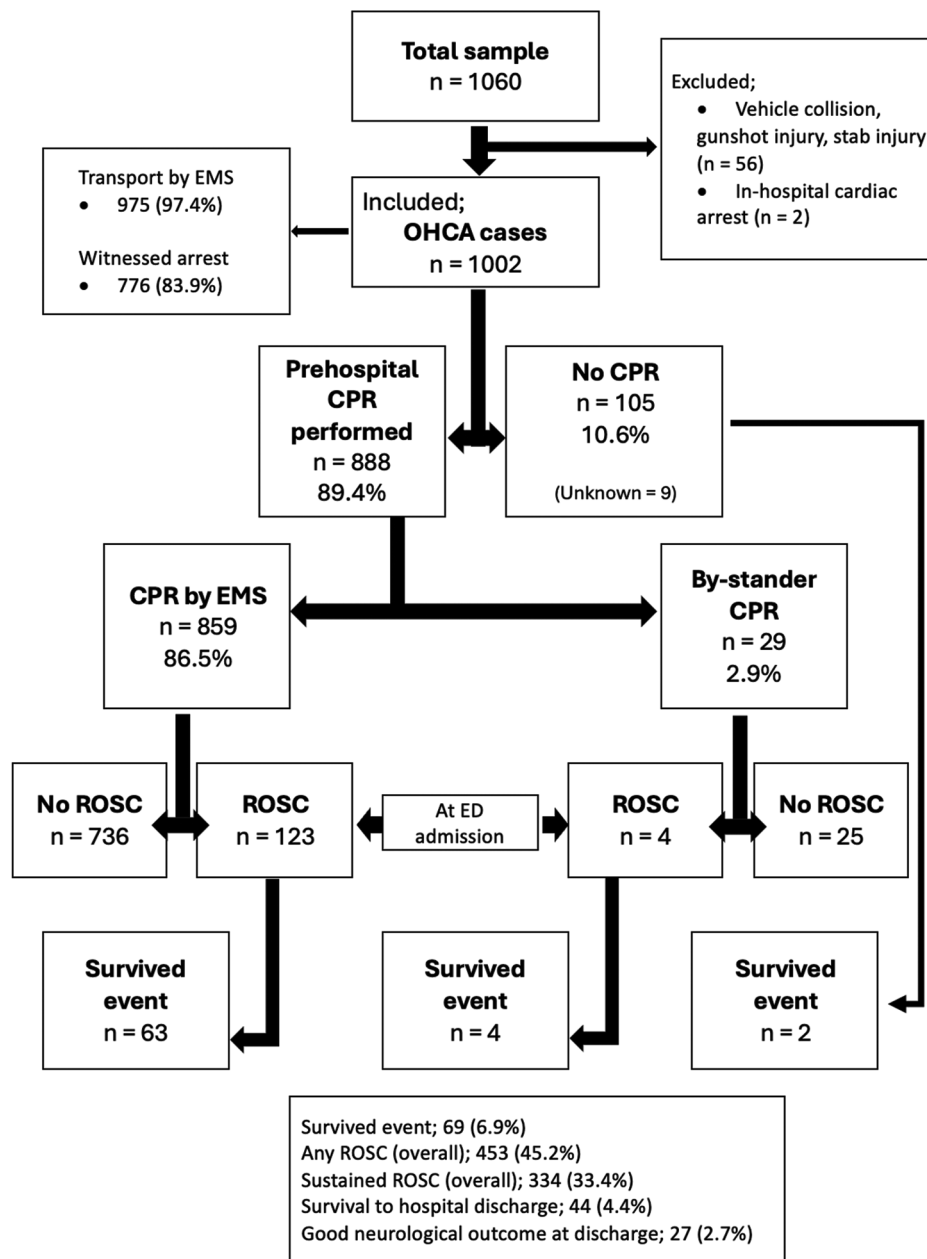 Total sample
n = 1060
Excluded;
● Vehicle collision,
gunshot injury, stab injury
(n = 56)
● In-hospital cardiac
arrest (n = 2)
Transport by EMS
● 975 (97.4%)
Witnessed arrest
● 776 (83.9%)
Included;
OHCA cases
n = 1002
Prehospital
CPR
performed
n = 888
89.4%
No CPR
n = 105
10.6%
(Unknown = 9)
CPR by EMS
n = 859
86.5%
By-stander
CPR
n = 29
2.9%
No ROSC
n = 736
ROSC
n = 123
At ED
admission
ROSC
n = 4
No ROSC
n = 25
Survived
event
n = 63
Survived
event
n = 4
Survived
event
n = 2
Survived event; 69 (6.9%)
Any ROSC (overall); 453 (45.2%)
Sustained ROSC (overall); 334 (33.4%)
Survival to hospital discharge; 44 (4.4%)
Good neurological outcome at discharge; 27 (2.7%)